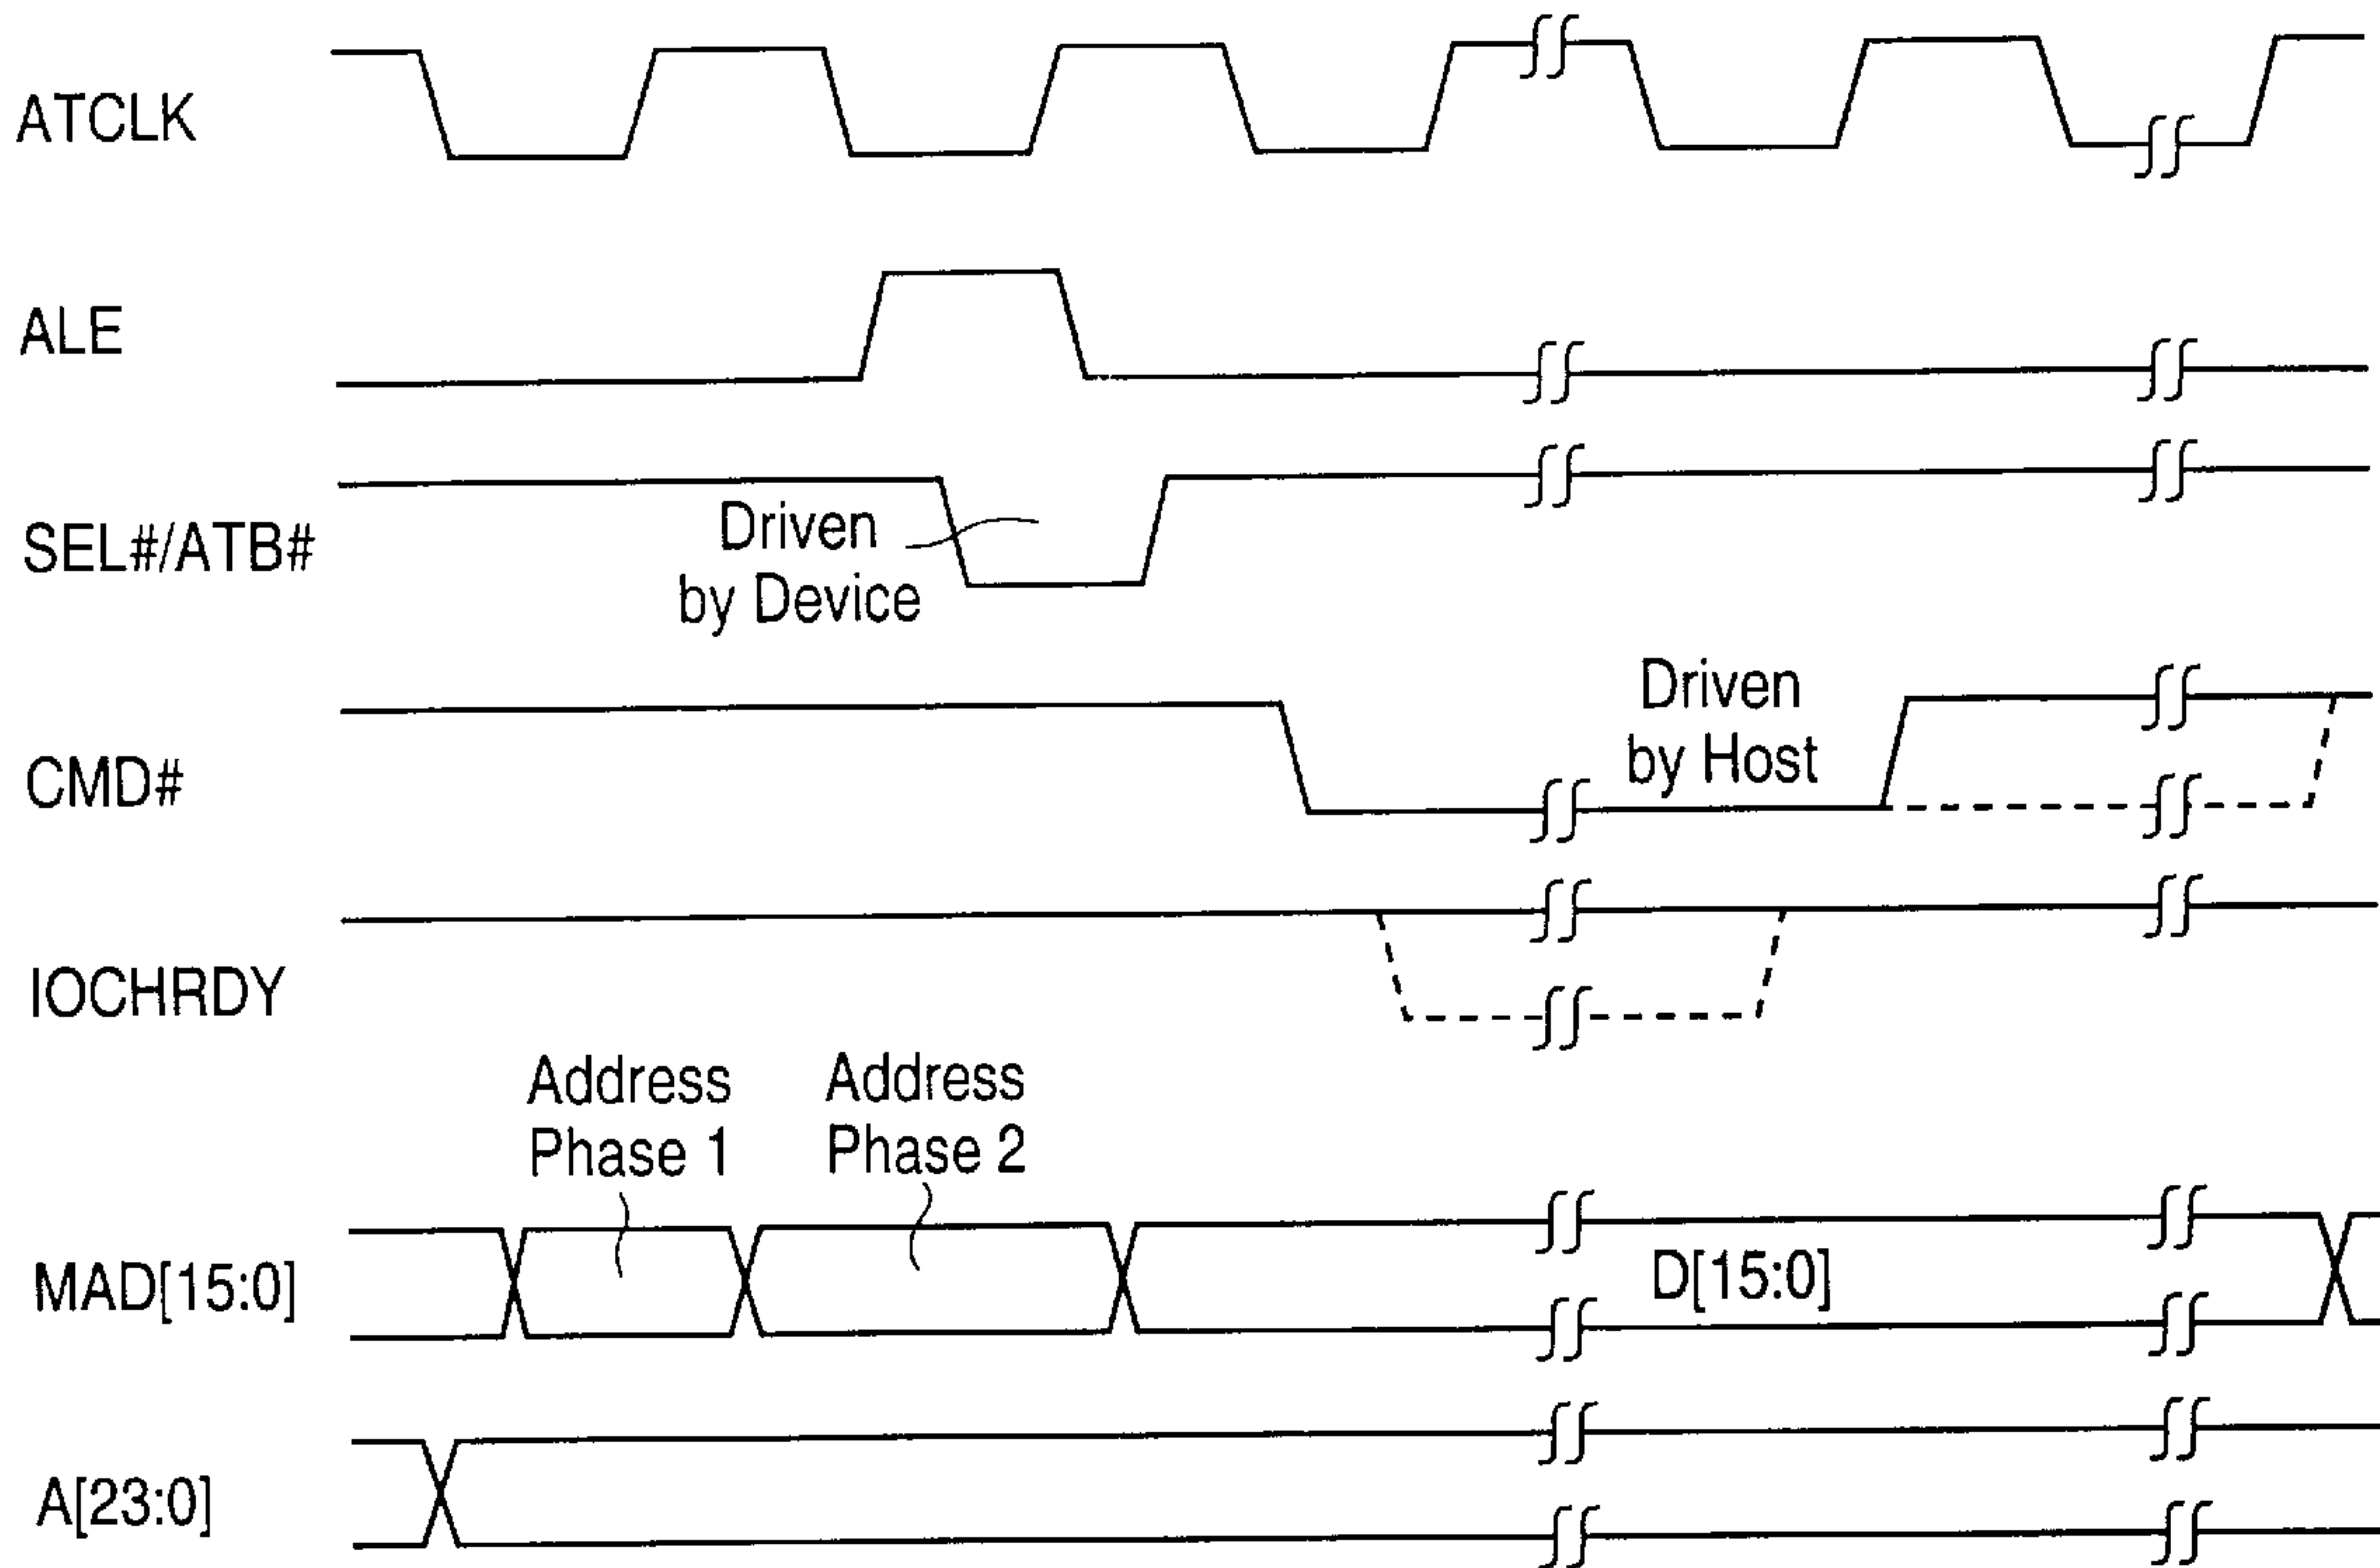 ATCLK
ALE
SEL#/ATB#
Driven
by Device
CMD#
Driven
by Host
IOCHRDY
Address
Phase 1
Address
Phase 2
MAD[15:0]
D[15:0]
A[23:0]